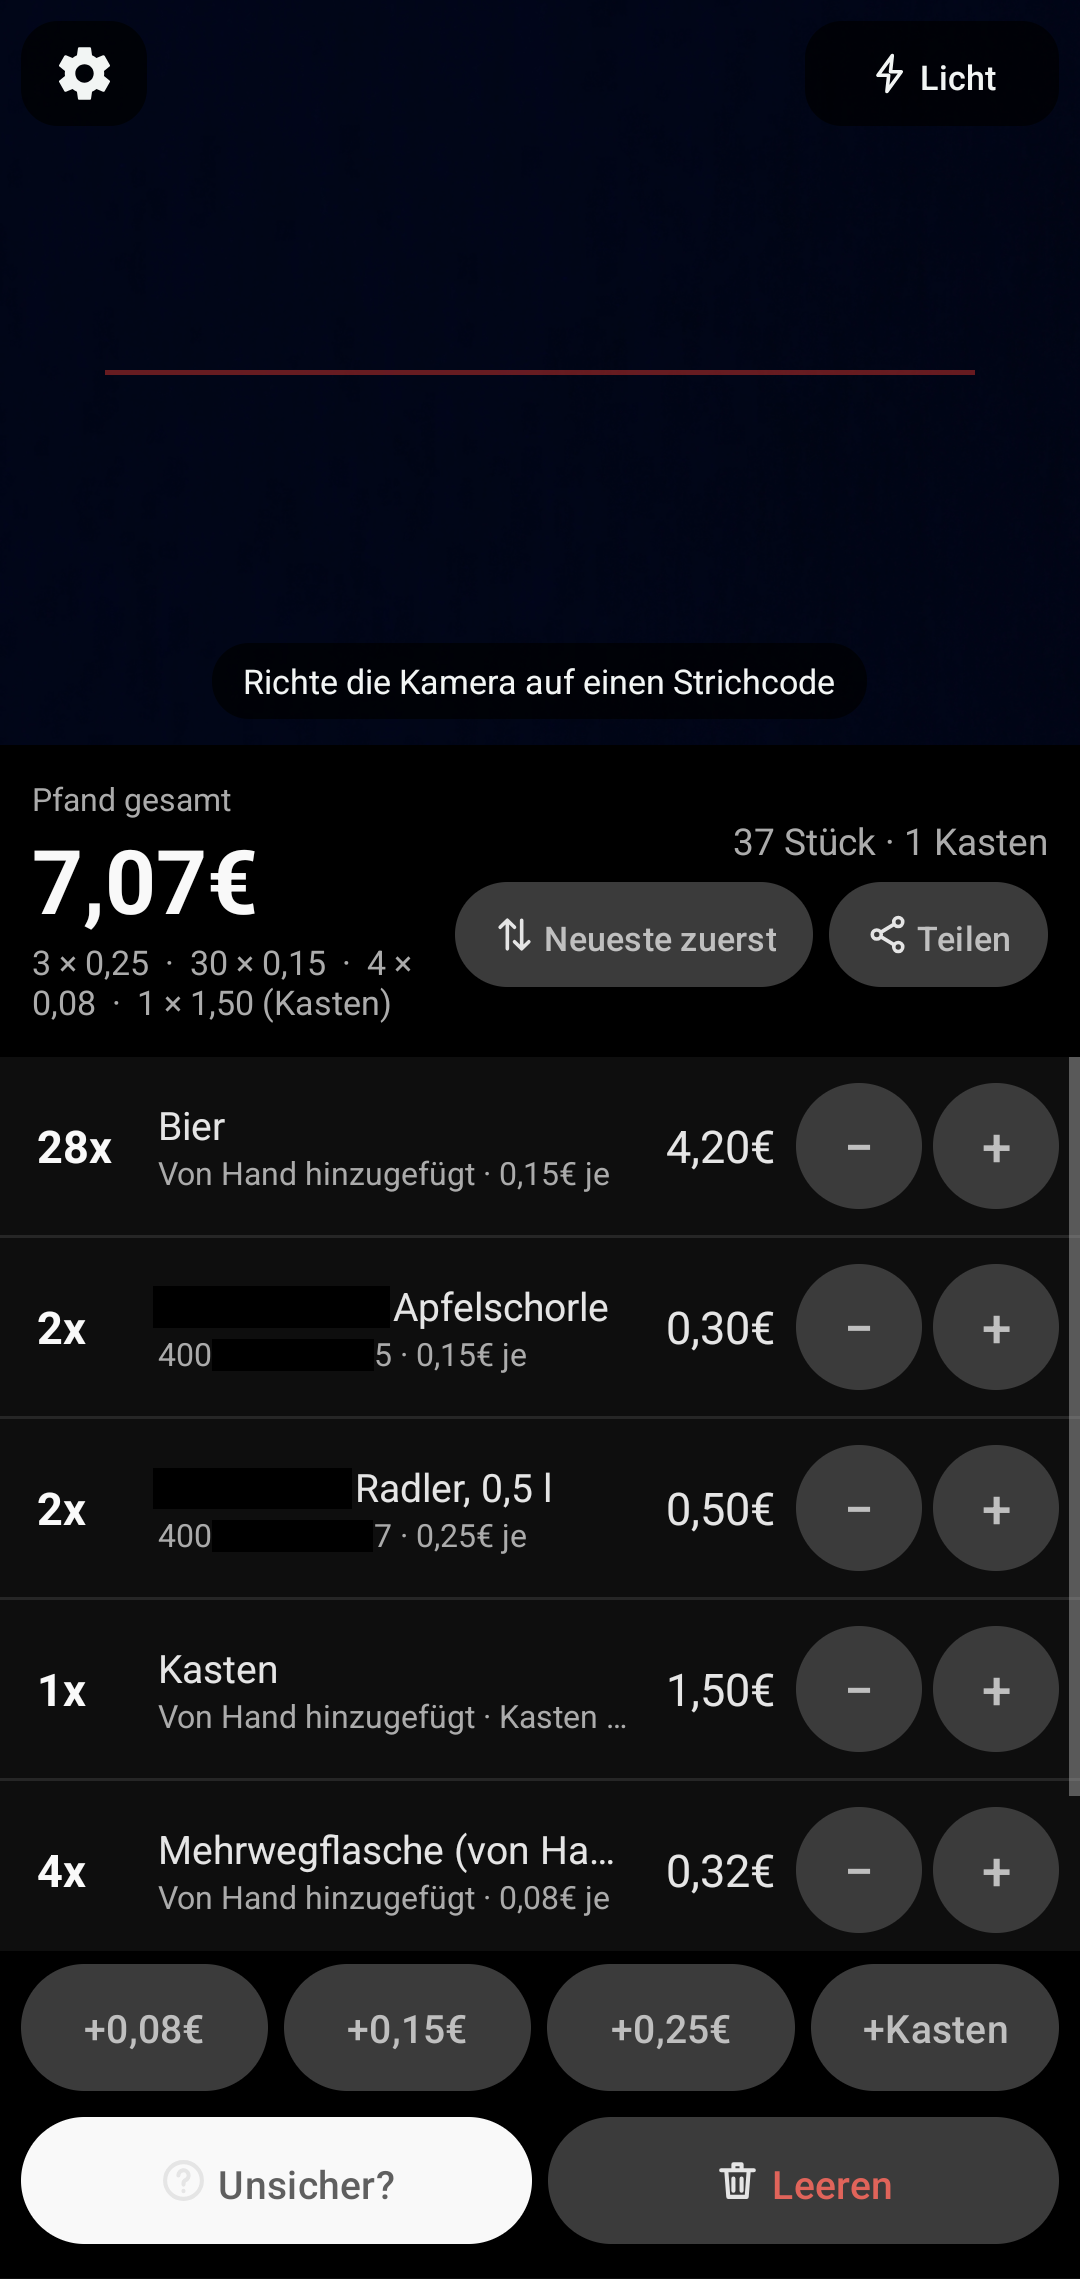 Licht
Richte die Kamera auf einen Strichcode
Pfand gesamt
7,07€
37 Stück · 1 Kasten
3 × 0,25 · 30 × 0,15 · 4 ×
0,08 · 1 × 1,50 (Kasten)
Neueste zuerst
Teilen
28x
Bier
Von Hand hinzugefügt · 0,15€ je
4,20€
−
+
2x
Apfelschorle
400 5 · 0,15€ je
0,30€
−
+
2x
Radler, 0,5 l
400 7 · 0,25€ je
0,50€
−
+
1x
Kasten
Von Hand hinzugefügt · Kasten ...
1,50€
−
+
4x
Mehrwegflasche (von Ha...
Von Hand hinzugefügt · 0,08€ je
0,32€
−
+
+0,08€
+0,15€
+0,25€
+Kasten
? Unsicher?
Leeren